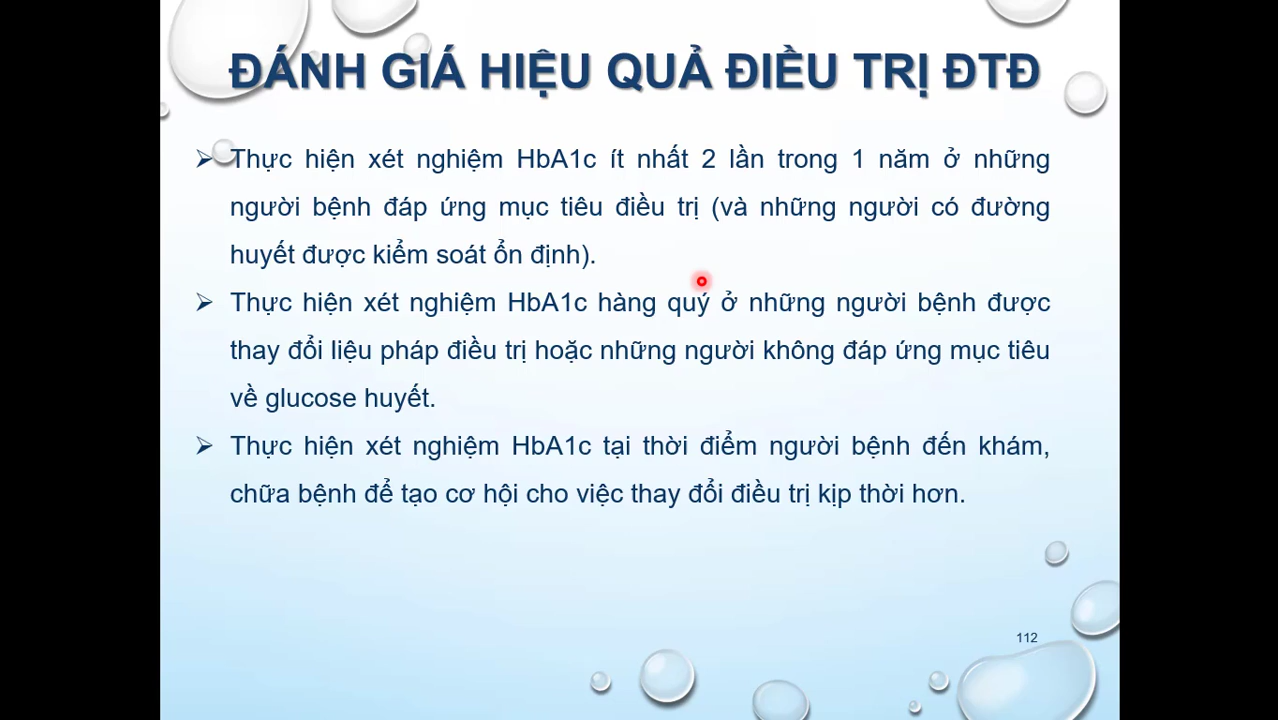 ĐÁNH GIÁ HIỆU QUẢ ĐIỀU TRỊ ĐTĐ
➢ Thực hiện xét nghiệm HbA1c ít nhất 2 lần trong 1 năm ở những
người bệnh đáp ứng mục tiêu điều trị (và những người có đường
huyết được kiểm soát ổn định).
➢ Thực hiện xét nghiệm HbA1c hàng quý ở những người bệnh được
thay đổi liệu pháp điều trị hoặc những người không đáp ứng mục tiêu
về glucose huyết.
➢ Thực hiện xét nghiệm HbA1c tại thời điểm người bệnh đến khám,
chữa bệnh để tạo cơ hội cho việc thay đổi điều trị kịp thời hơn.
112